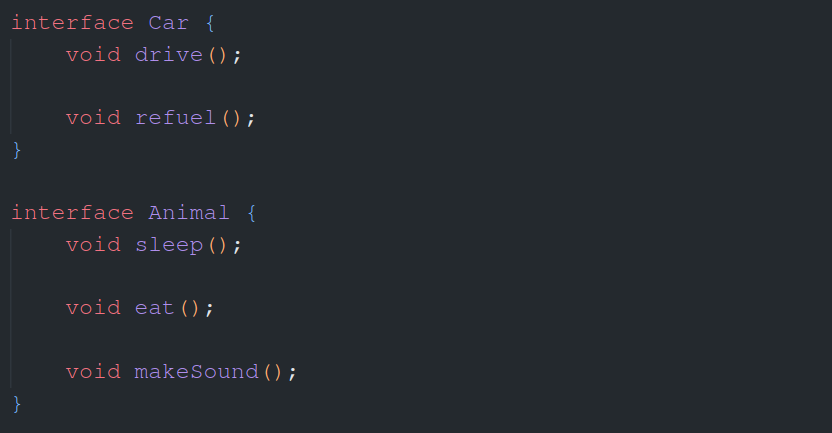 interface Car {
    void drive();

    void refuel();
}

interface Animal {
    void sleep();

    void eat();

    void makeSound();
}